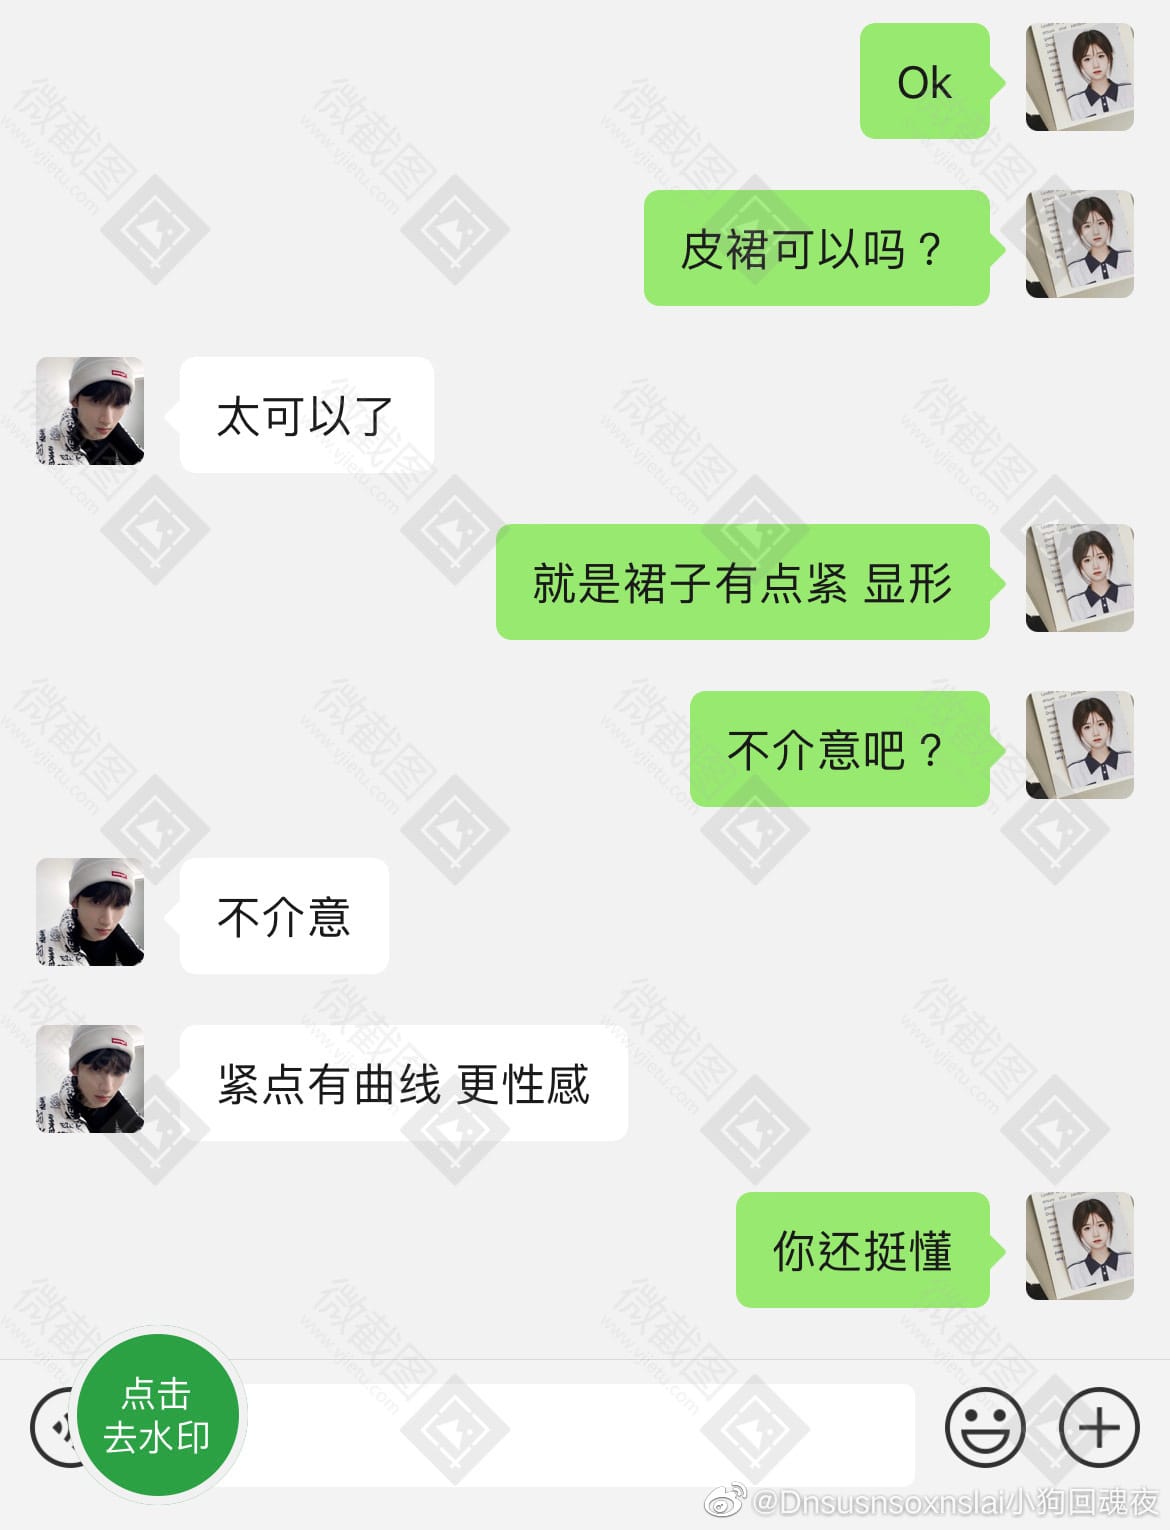 Ok
皮裙可以吗？
太可以了
就是裙子有点紧 显形
不介意吧？
不介意
紧点有曲线 更性感
你还挺懂
点击
去水印
微截图
www.vjietu.com
@Dnsusnsoxnslai小狗回魂夜